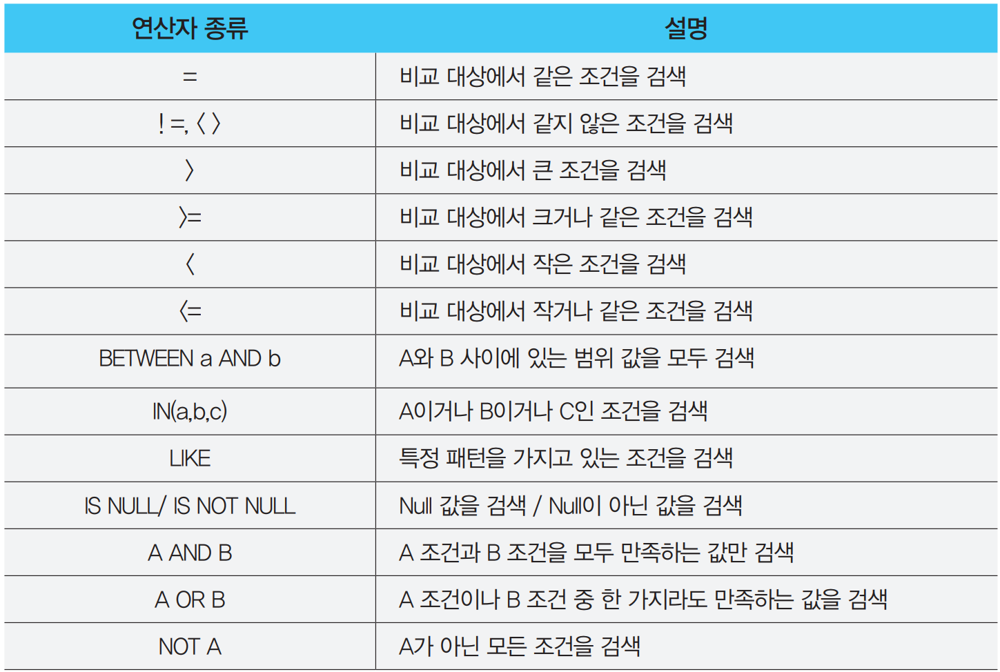 연산자 종류 설명
= 비교 대상에서 같은 조건을 검색
! =, 〈 〉 비교 대상에서 같지 않은 조건을 검색
〉 비교 대상에서 큰 조건을 검색
〉= 비교 대상에서 크거나 같은 조건을 검색
〈 비교 대상에서 작은 조건을 검색
〈= 비교 대상에서 작거나 같은 조건을 검색
BETWEEN a AND b A와 B 사이에 있는 범위 값을 모두 검색
IN(a,b,c) A이거나 B이거나 C인 조건을 검색
LIKE 특정 패턴을 가지고 있는 조건을 검색
IS NULL/ IS NOT NULL Null 값을 검색 / Null이 아닌 값을 검색
A AND B A 조건과 B 조건을 모두 만족하는 값만 검색
A OR B A 조건이나 B 조건 중 한 가지라도 만족하는 값을 검색
NOT A A가 아닌 모든 조건을 검색